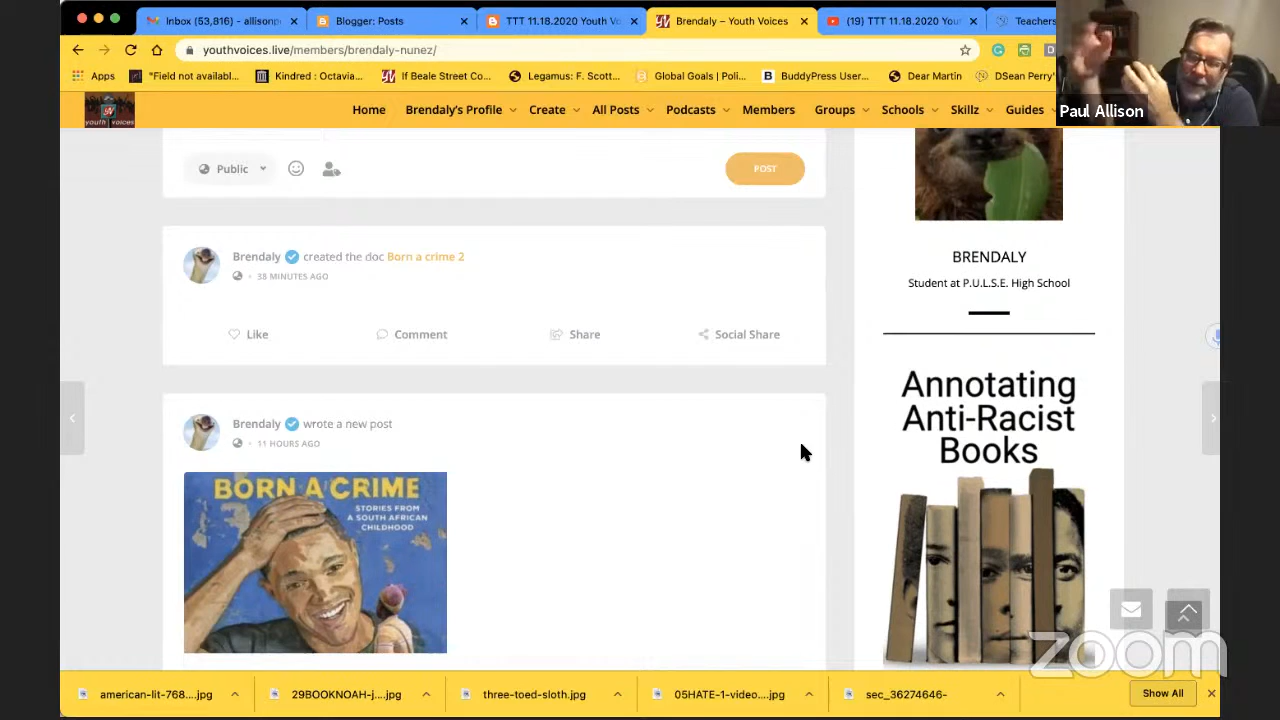 Inbox (53,816) - allisonp
Blogger: Posts
TTT 11.18.2020 Youth Vo
Brendaly – Youth Voices
(19) TTT 11.18.2020 Your
Teachers
youthvoices.live/members/brendaly-nunez/
Apps
"Field not availabl...
Kindred : Octavia...
If Beale Street Co...
Legamus: F. Scott...
Global Goals | Poli...
BuddyPress User...
Dear Martin
DSean Perry'
Paul Allison
youth voices
Home
Brendaly's Profile
Create
All Posts
Podcasts
Members
Groups
Schools
Skillz
Guides
Public
POST
Brendaly created the doc Born a crime 2
38 MINUTES AGO
Like
Comment
Share
Social Share
Brendaly wrote a new post
11 HOURS AGO
BORN A CRIME
STORIES FROM
A SOUTH AFRICAN
CHILDHOOD
BRENDALY
Student at P.U.L.S.E. High School
Annotating
Anti-Racist
Books
zoom
american-lit-768....jpg
29BOOKNOAH-j....jpg
three-toed-sloth.jpg
05HATE-1-video....jpg
sec_36274646-
Show All